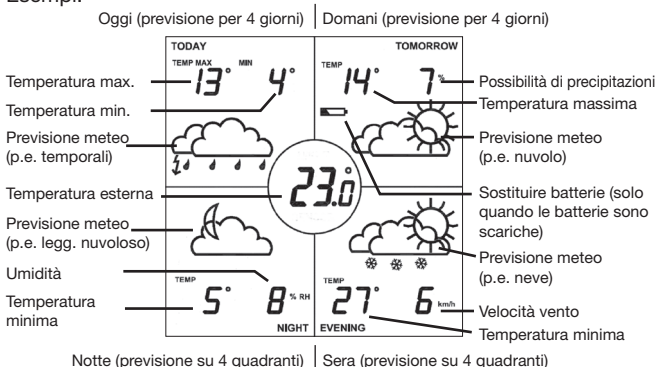 Esempi:
Oggi (previsione per 4 giorni) | Domani (previsione per 4 giorni)
TODAY
TOMORROW
TEMP MAX
MIN
TEMP
13°
4°
14°
7%
Temperatura max.
Temperatura min.
Previsione meteo
(p.e. temporali)
Temperatura esterna
Previsione meteo
(p.e. legg. nuvoloso)
Umidità
Temperatura
minima
Possibilità di precipitazioni
Temperatura massima
Previsione meteo
(p.e. nuvolo)
Sostituire batterie (solo
quando le batterie sono
scariche)
Previsione meteo
(p.e. neve)
Velocità vento
Temperatura minima
23.0°
TEMP
5°
8% RH
NIGHT
TEMP
27°
6 km/h
EVENING
Notte (previsione su 4 quadranti) | Sera (previsione su 4 quadranti)